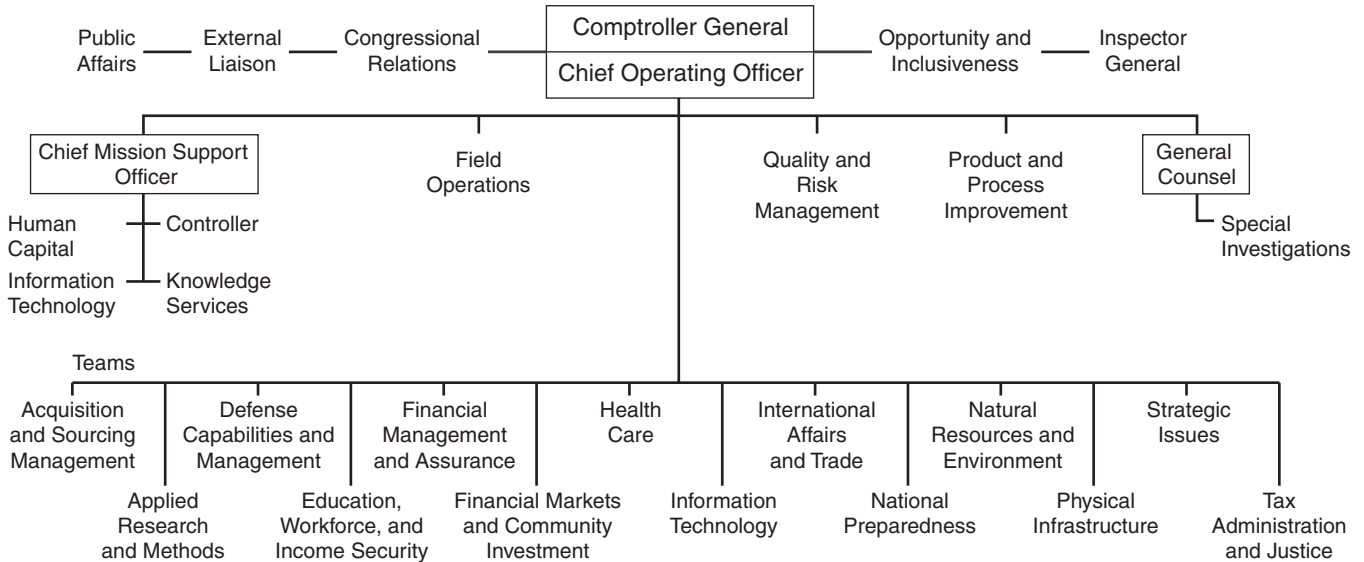 Comptroller General
Chief Operating Officer
Public
Affairs
External
Liaison
Congressional
Relations
Opportunity and
Inclusiveness
Inspector
General
Chief Mission Support
Officer
Field
Operations
Quality and
Risk
Management
Product and
Process
Improvement
General
Counsel
Human
Capital
Controller
Information
Technology
Knowledge
Services
Special
Investigations
Teams
Acquisition
and Sourcing
Management
Defense
Capabilities and
Management
Financial
Management
and Assurance
Health
Care
International
Affairs
and Trade
Natural
Resources and
Environment
Strategic
Issues
Applied
Research
and Methods
Education,
Workforce, and
Income Security
Financial Markets
and Community
Investment
Information
Technology
National
Preparedness
Physical
Infrastructure
Tax
Administration
and Justice